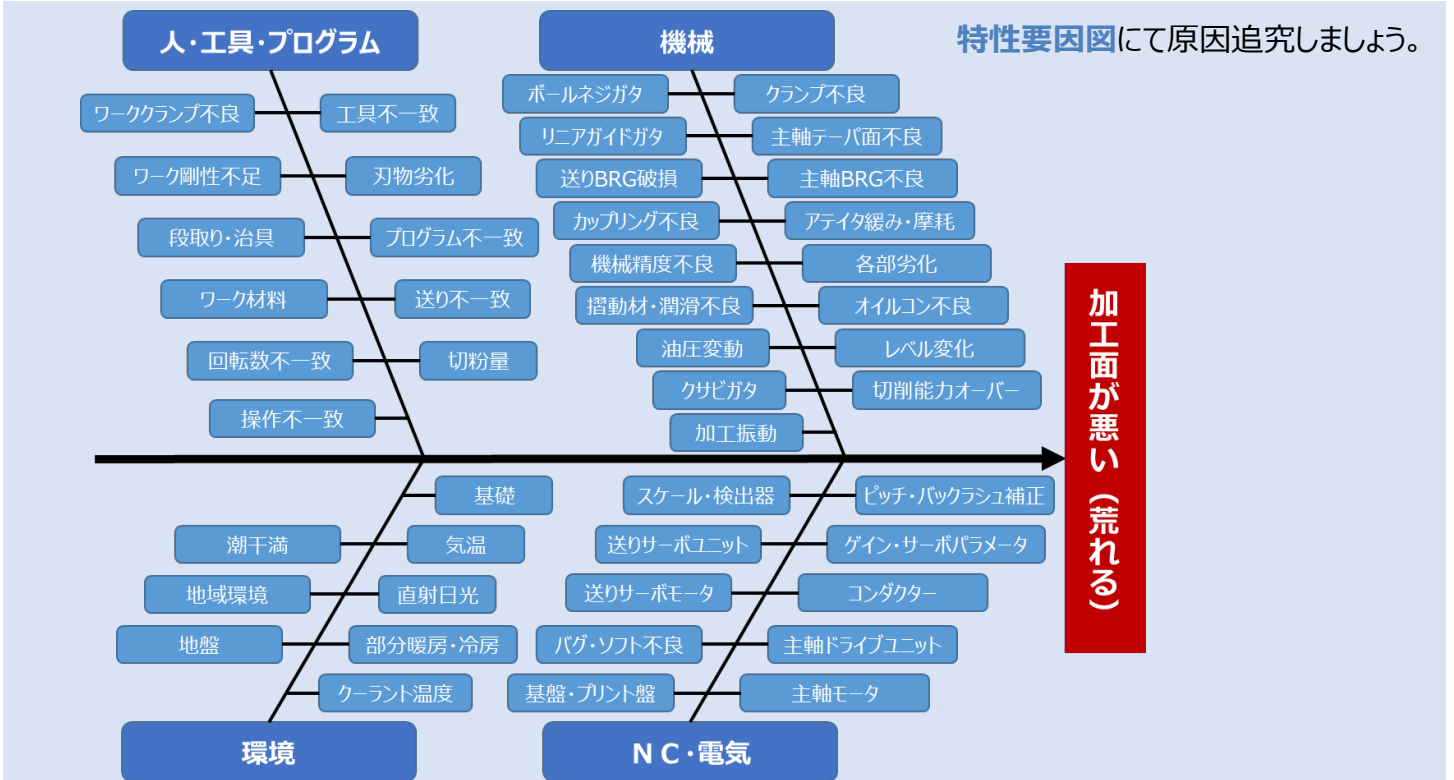 人・工具・プログラム
機械
特性要因図にて原因追究しましょう。
ワーククランプ不良
工具不一致
ワーク剛性不足
刃物劣化
段取り・治具
プログラム不一致
ワーク材料
送り不一致
回転数不一致
切粉量
操作不一致
ボールネジガタ
クランプ不良
リニアガイドガタ
主軸テーパ面不良
送りBRG破損
主軸BRG不良
カップリング不良
アテイタ緩み・摩耗
機械精度不良
各部劣化
摺動材・潤滑不良
オイルコン不良
油圧変動
レベル変化
クサビガタ
切削能力オーバー
加工振動
加工面が悪い（荒れる）
基礎
潮干満
気温
地域環境
直射日光
地盤
部分暖房・冷房
クーラント温度
環境
スケール・検出器
ピッチ・バックラシュ補正
送りサーボユニット
ゲイン・サーボパラメータ
送りサーボモータ
コンダクター
バグ・ソフト不良
主軸ドライブユニット
基盤・プリント盤
主軸モータ
ＮＣ・電気